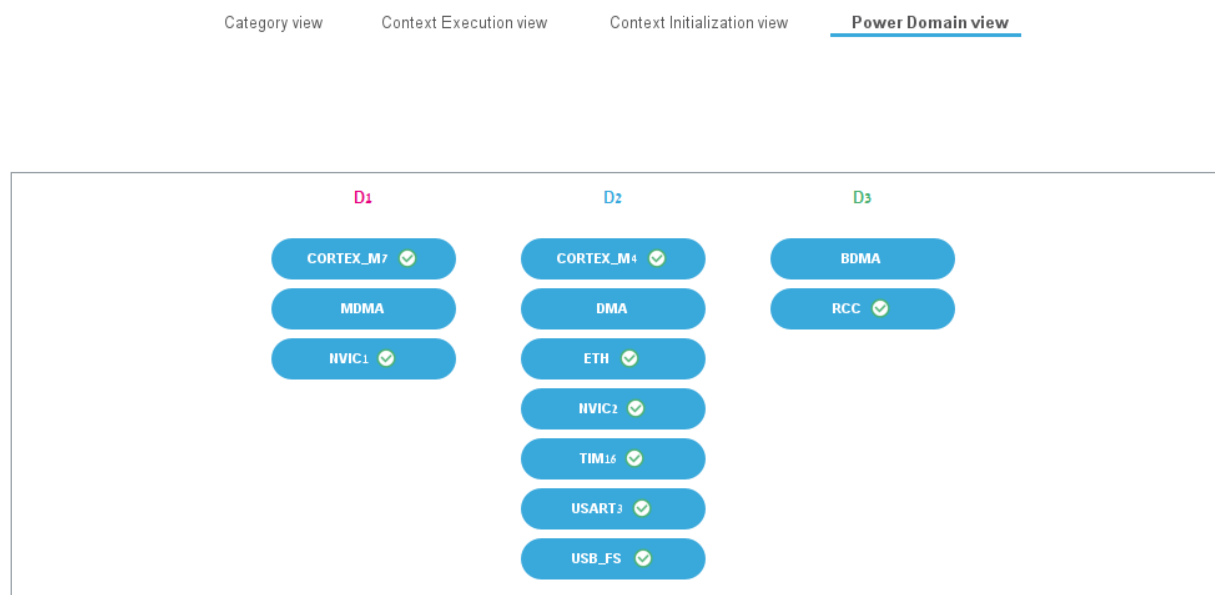 Category view Context Execution view Context Initialization view Power Domain view
D1 D2 D3
CORTEX_M7 CORTEX_M4 BDMA
MDMA DMA RCC
NVIC1 ETH
NVIC2
TIM16
USART3
USB_FS